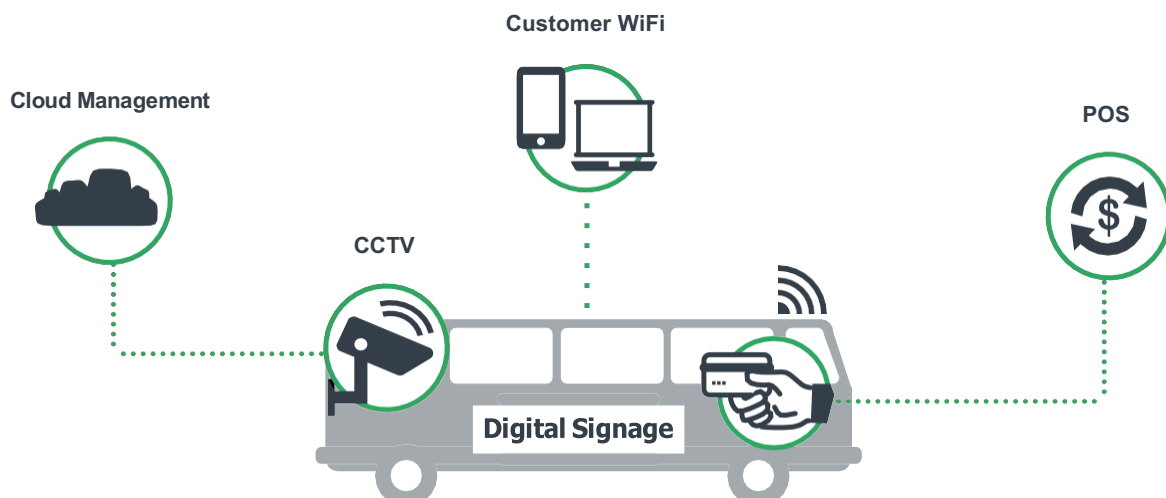 Customer WiFi
Cloud Management
POS
$
CCTV
Digital Signage